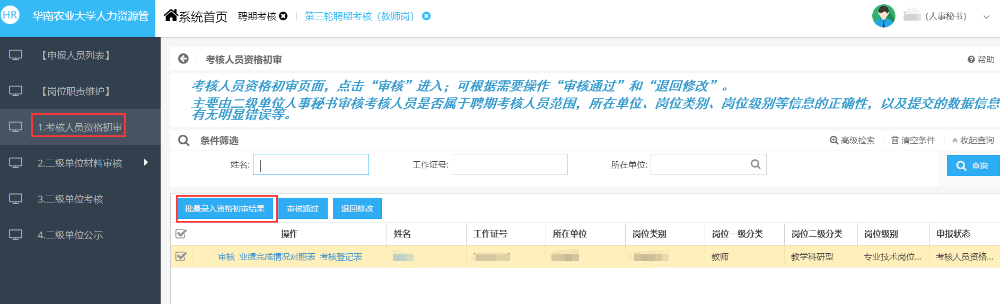 HR 华南农业大学人力资源管 系统首页 聘期考核 第三轮聘期考核（教师岗） （人事秘书）
【申报人员列表】
【岗位职责维护】
1.考核人员资格初审
2.二级单位材料审核
3.二级单位考核
4.二级单位公示
考核人员资格初审 帮助
考核人员资格初审页面，点击“审核”进入；可根据需要操作“审核通过”和“退回修改”。
主要由二级单位人事秘书审核考核人员是否属于聘期考核人员范围，所在单位、岗位类别、岗位级别等信息的正确性，以及提交的数据信息
有无明显错误等。
条件筛选 高级检索 清空条件 收起查询
姓名: 工作证号: 所在单位: 查询
批量录入资格初审结果 审核通过 退回修改
操作 姓名 工作证号 所在单位 岗位类别 岗位一级分类 岗位二级分类 岗位级别 申报状态
审核 业绩完成情况对照表 考核登记表 教师 教学科研型 专业技术岗位... 考核人员资格...